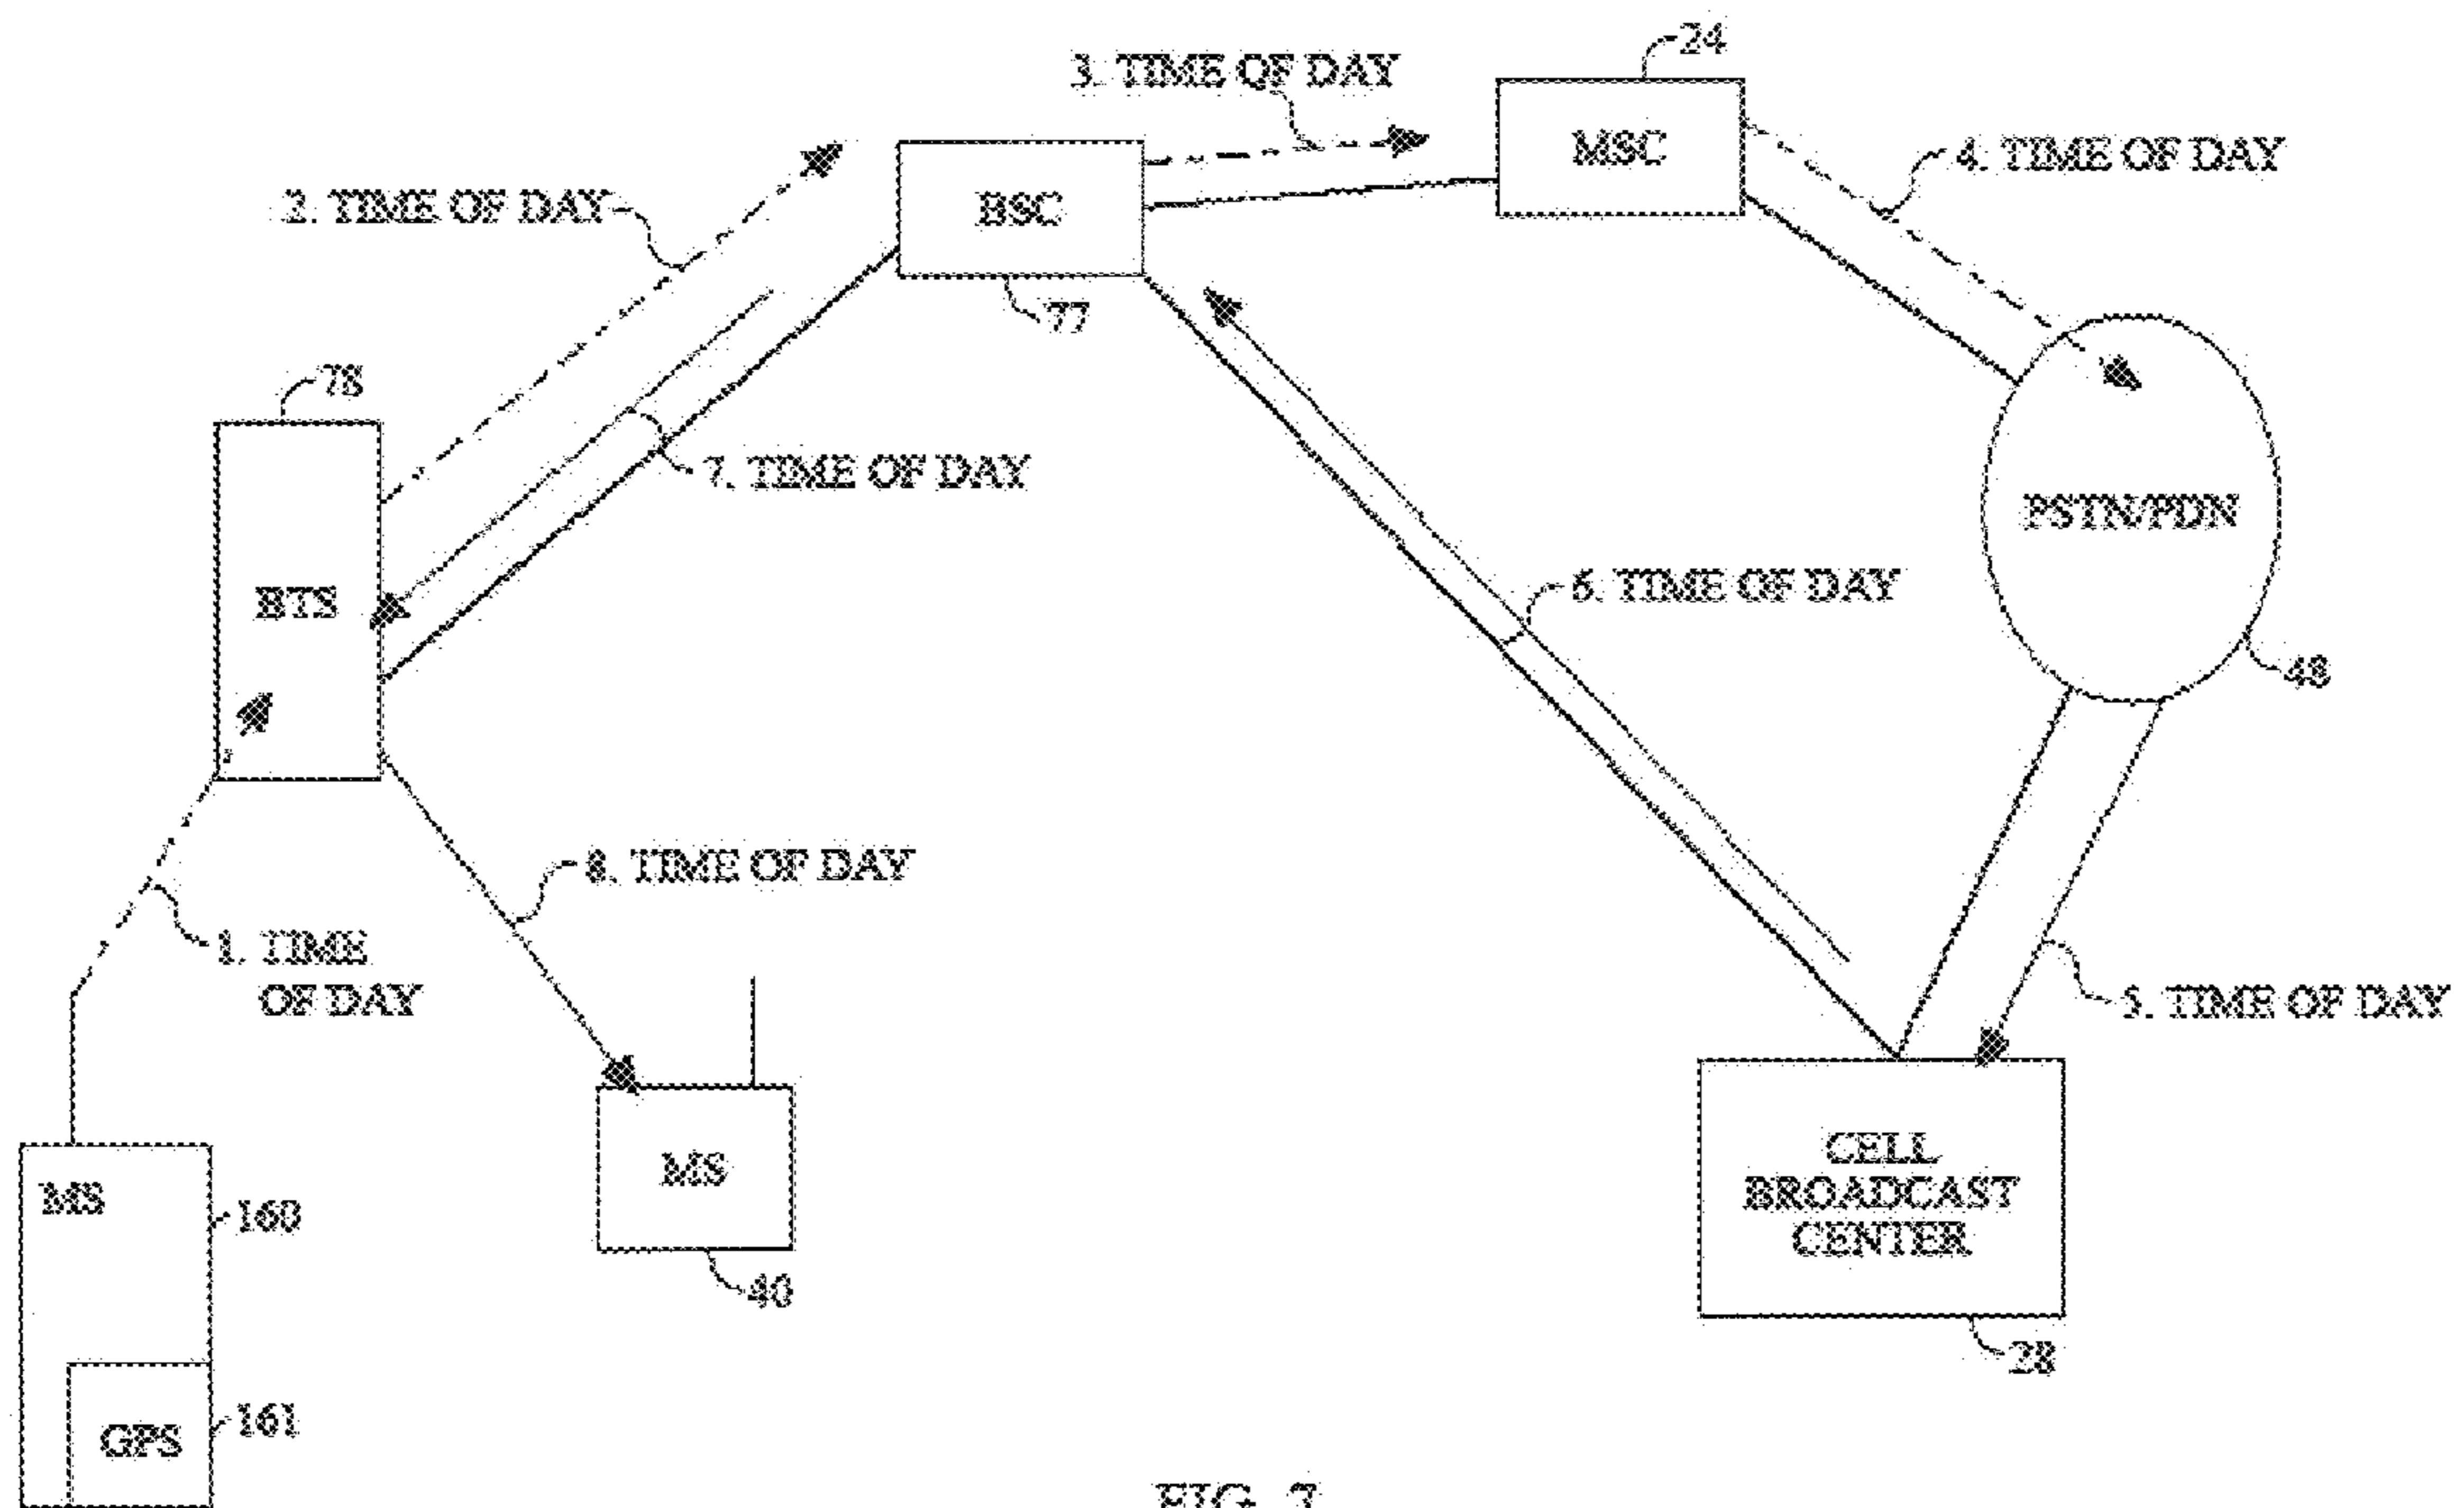 24
3. TIME OF DAY
MSC
4. TIME OF DAY
2. TIME OF DAY
BSC
77
78
7. TIME OF DAY
PSTN/PDN
BTS
6. TIME OF DAY
48
8. TIME OF DAY
1. TIME
OF DAY
5. TIME OF DAY
MS
160
MS
CELL
BROADCAST
CENTER
40
28
GPS
161